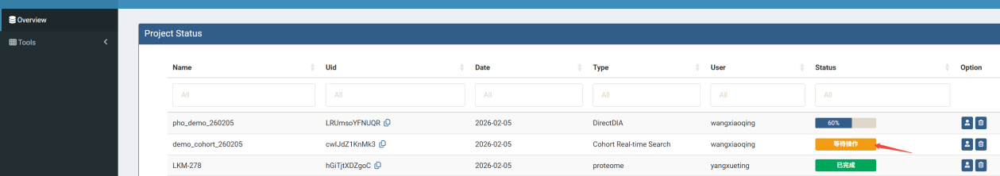 Overview
Tools
Project Status
Name Uid Date Type User Status Option
All All All All All All
pho_demo_260205 LRUmsoYFNUQR 2026-02-05 DirectDIA wangxiaoqing 60%
demo_cohort_260205 cwlJdZ1KnMk3 2026-02-05 Cohort Real-time Search wangxiaoqing 等待操作
LKM-278 hGiTjtXDZgoC 2026-02-05 proteome yangxueting 已完成